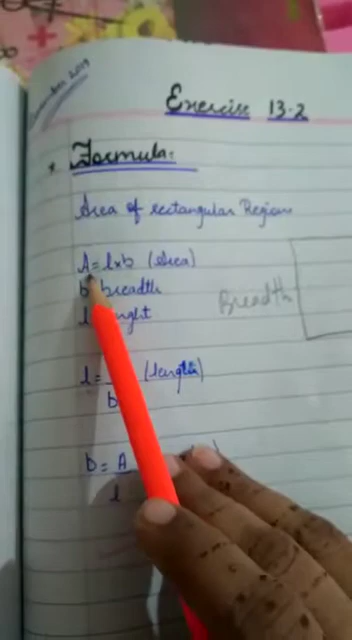 Exercise 13.2
* Formula:
Area of rectangular Region
A = l×b (Area)
b breadth
Breadth
l = (length)
b
b = A
l